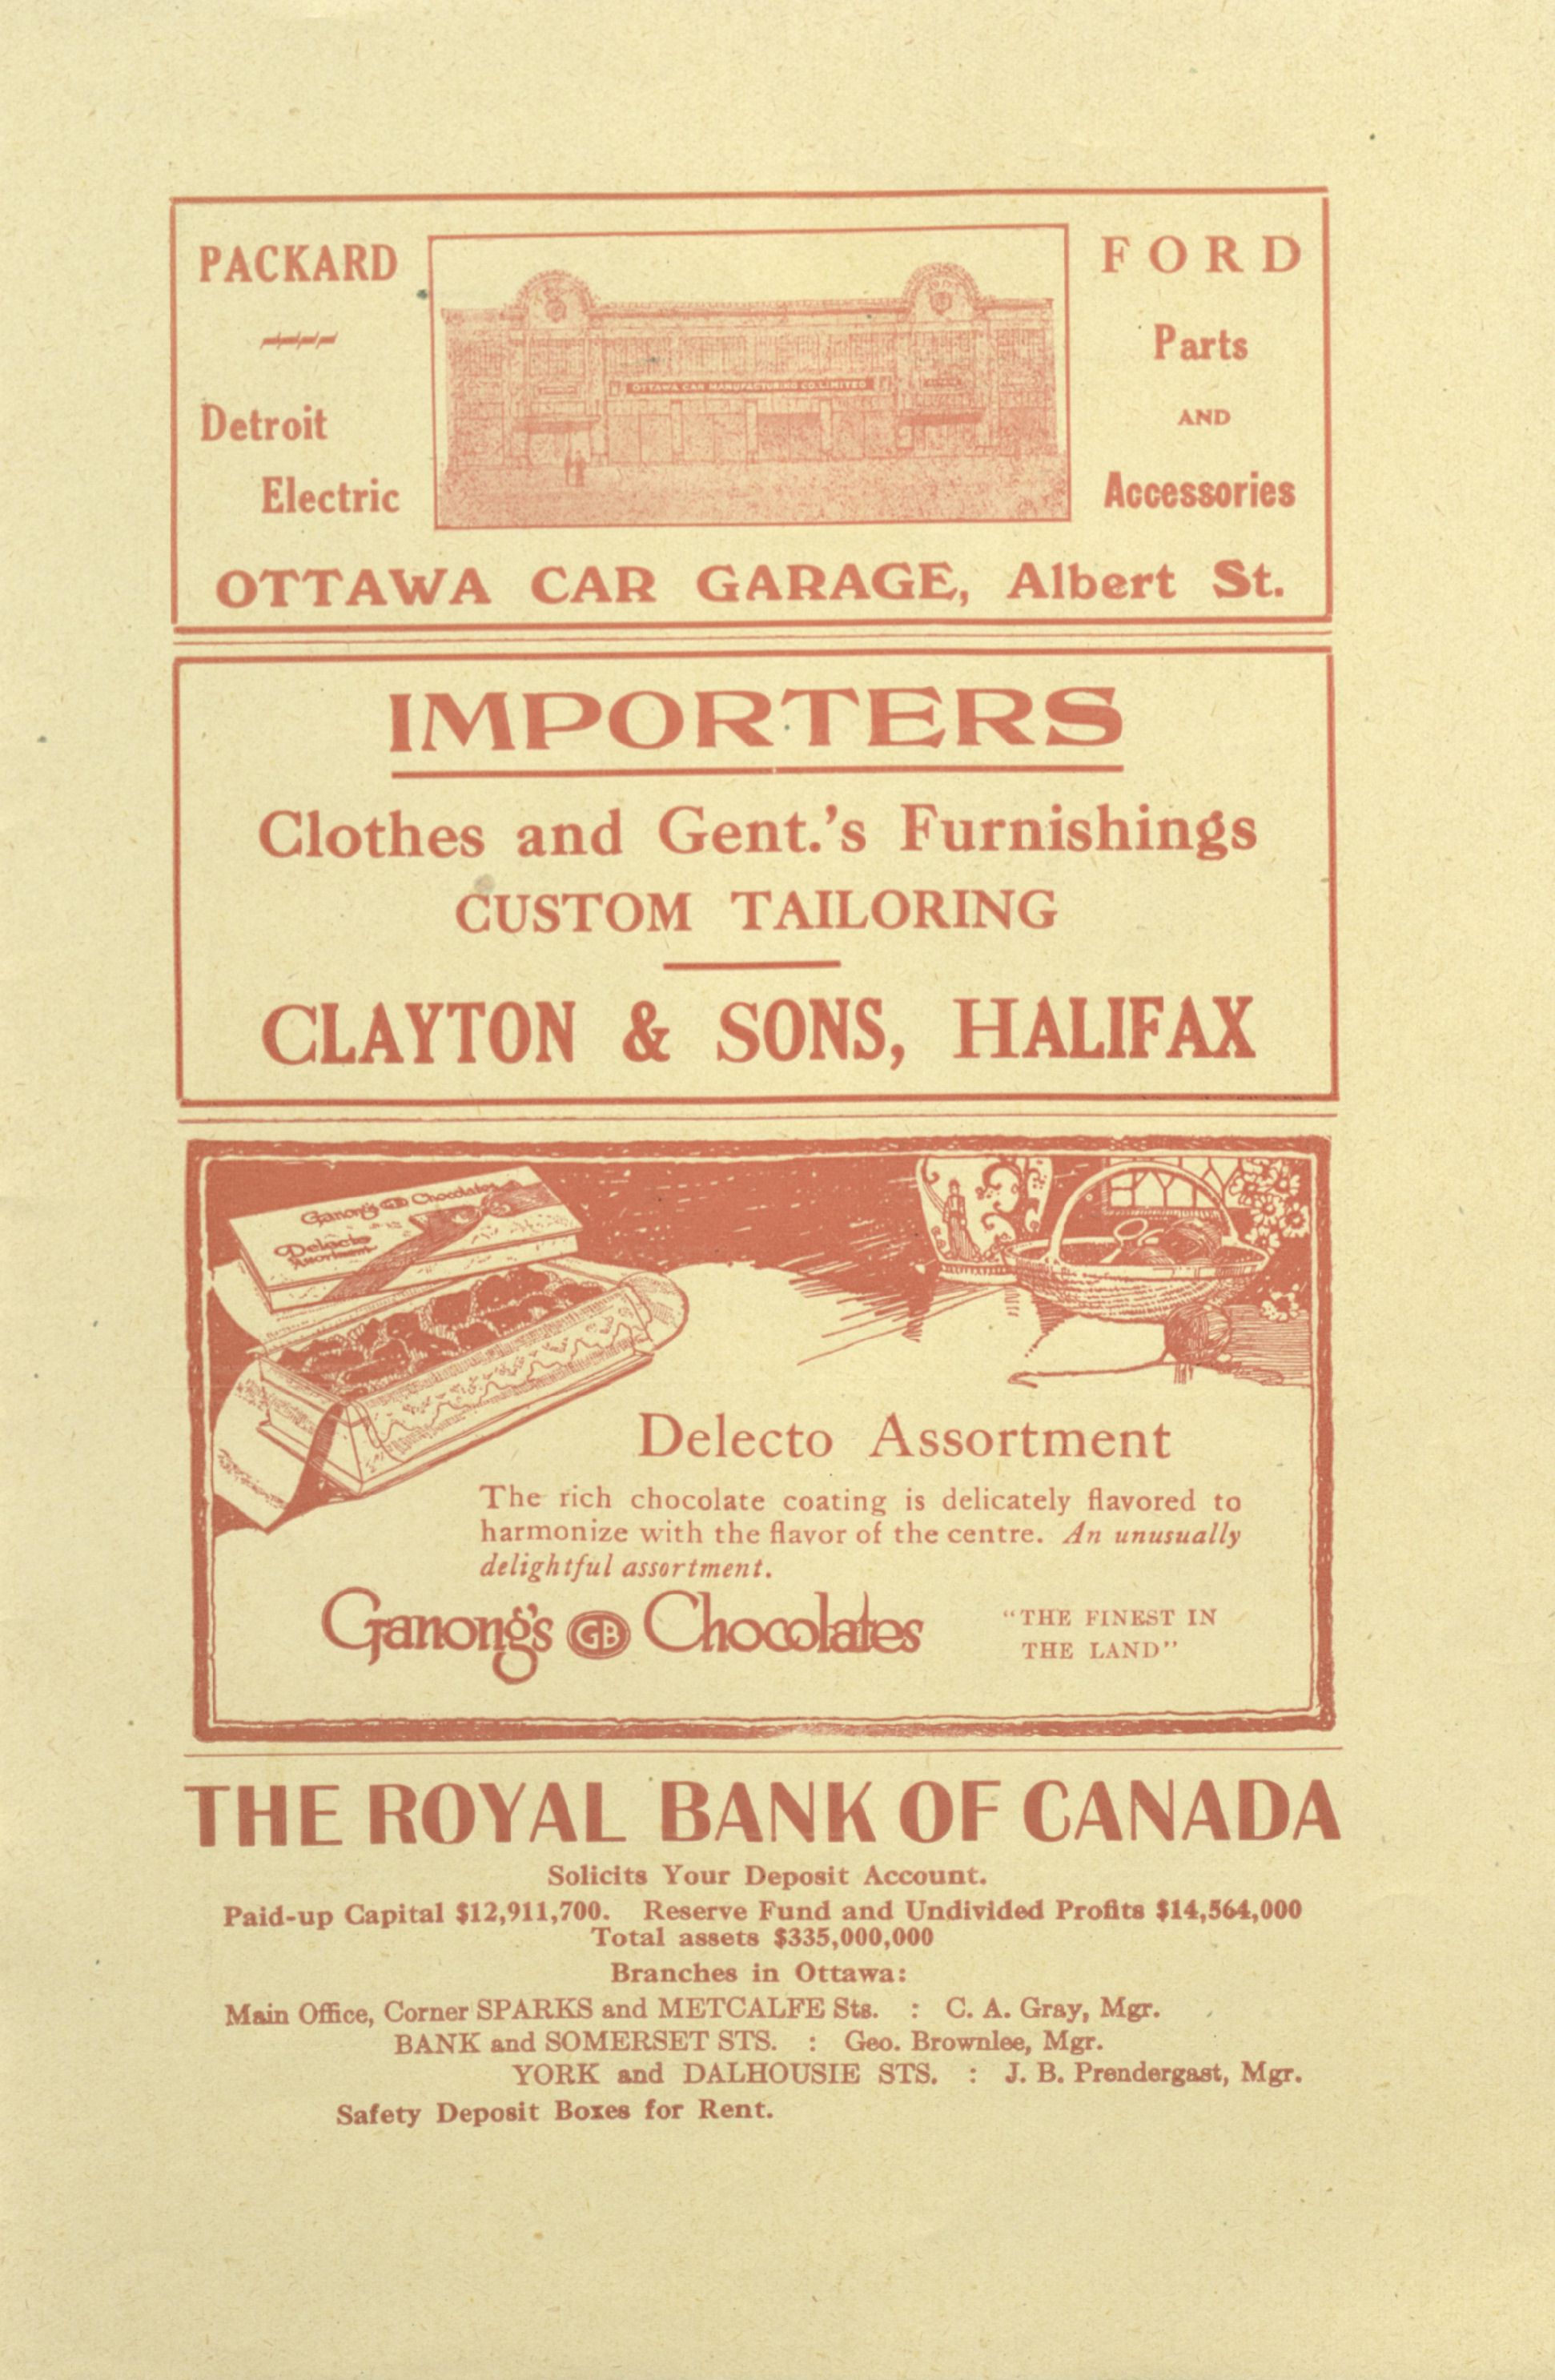 PACKARD
Detroit
Electric
OTTAWA CAR MANUFACTURING CO. LIMITED
FORD
Parts
AND
Accessories
OTTAWA CAR GARAGE, Albert St.
IMPORTERS
Clothes and Gent.'s Furnishings
CUSTOM TAILORING
CLAYTON & SONS, HALIFAX
Ganong's GB Chocolates
Delecto
Assortment
Delecto Assortment
The rich chocolate coating is delicately flavored to
harmonize with the flavor of the centre. An unusually
delightful assortment.
Ganong's GB Chocolates
"THE FINEST IN
THE LAND"
THE ROYAL BANK OF CANADA
Solicits Your Deposit Account.
Paid-up Capital $12,911,700. Reserve Fund and Undivided Profits $14,564,000
Total assets $335,000,000
Branches in Ottawa:
Main Office, Corner SPARKS and METCALFE Sts. : C. A. Gray, Mgr.
BANK and SOMERSET STS. : Geo. Brownlee, Mgr.
YORK and DALHOUSIE STS. : J. B. Prendergast, Mgr.
Safety Deposit Boxes for Rent.